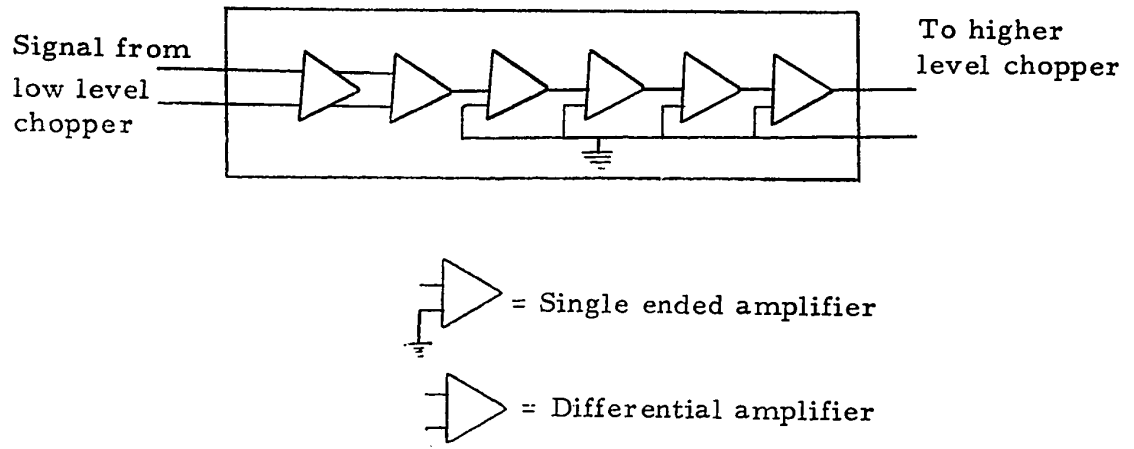 Signal from
low level
chopper
To higher
level chopper
= Single ended amplifier
= Differential amplifier